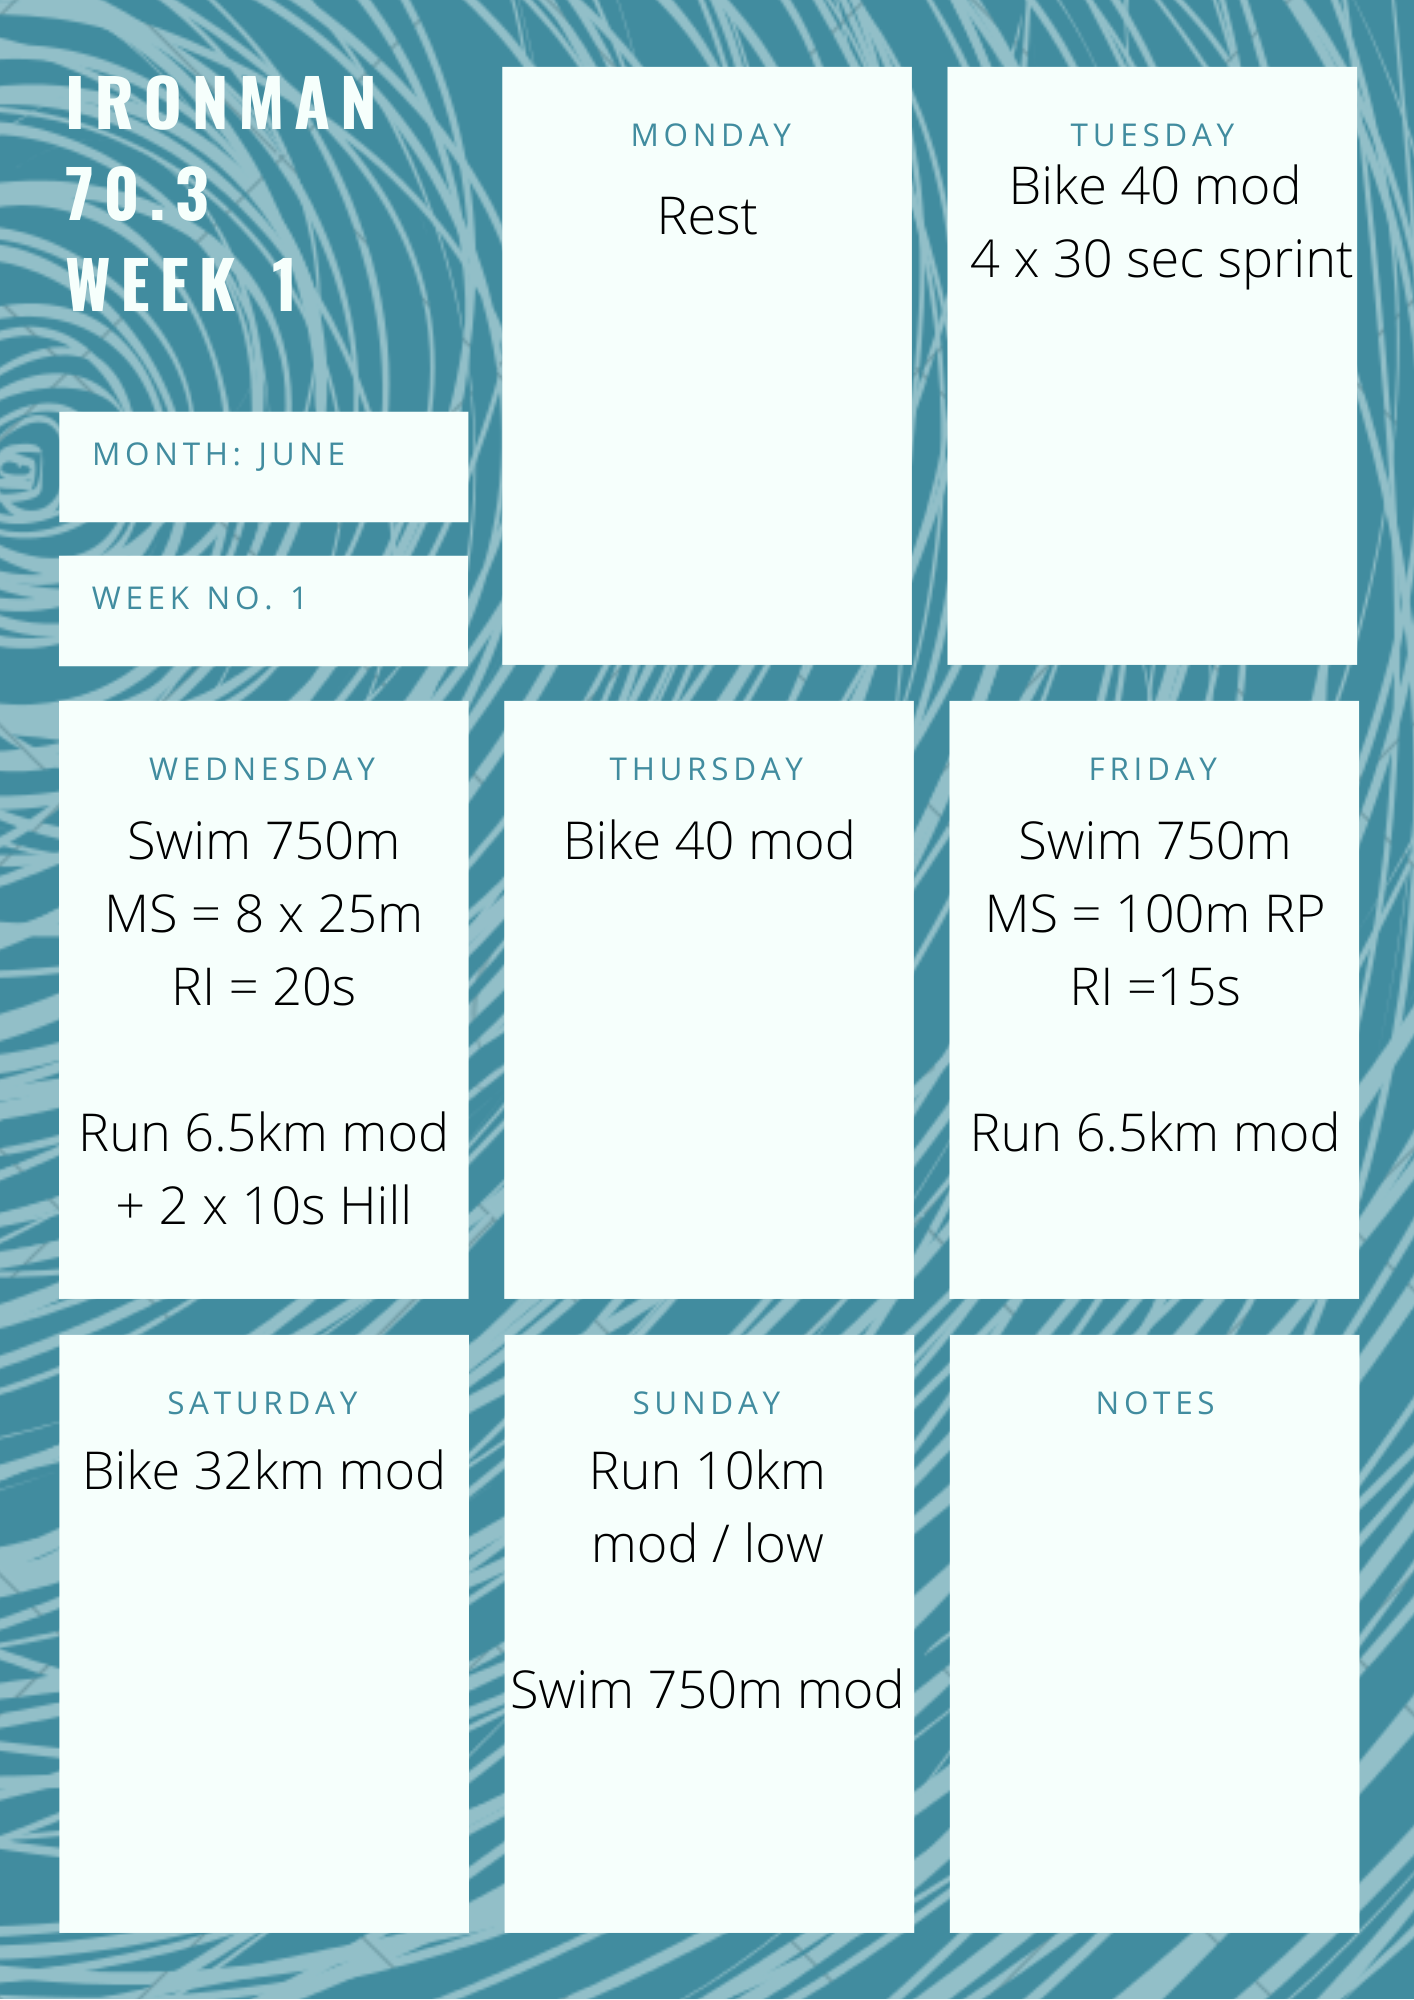 IRONMAN
70.3
WEEK 1
MONTH: JUNE
WEEK NO. 1
MONDAY
Rest
TUESDAY
Bike 40 mod
4 x 30 sec sprint
WEDNESDAY
Swim 750m
MS = 8 x 25m
RI = 20s
Run 6.5km mod
+ 2 x 10s Hill
THURSDAY
Bike 40 mod
FRIDAY
Swim 750m
MS = 100m RP
RI =15s
Run 6.5km mod
SATURDAY
Bike 32km mod
SUNDAY
Run 10km
mod / low
Swim 750m mod
NOTES